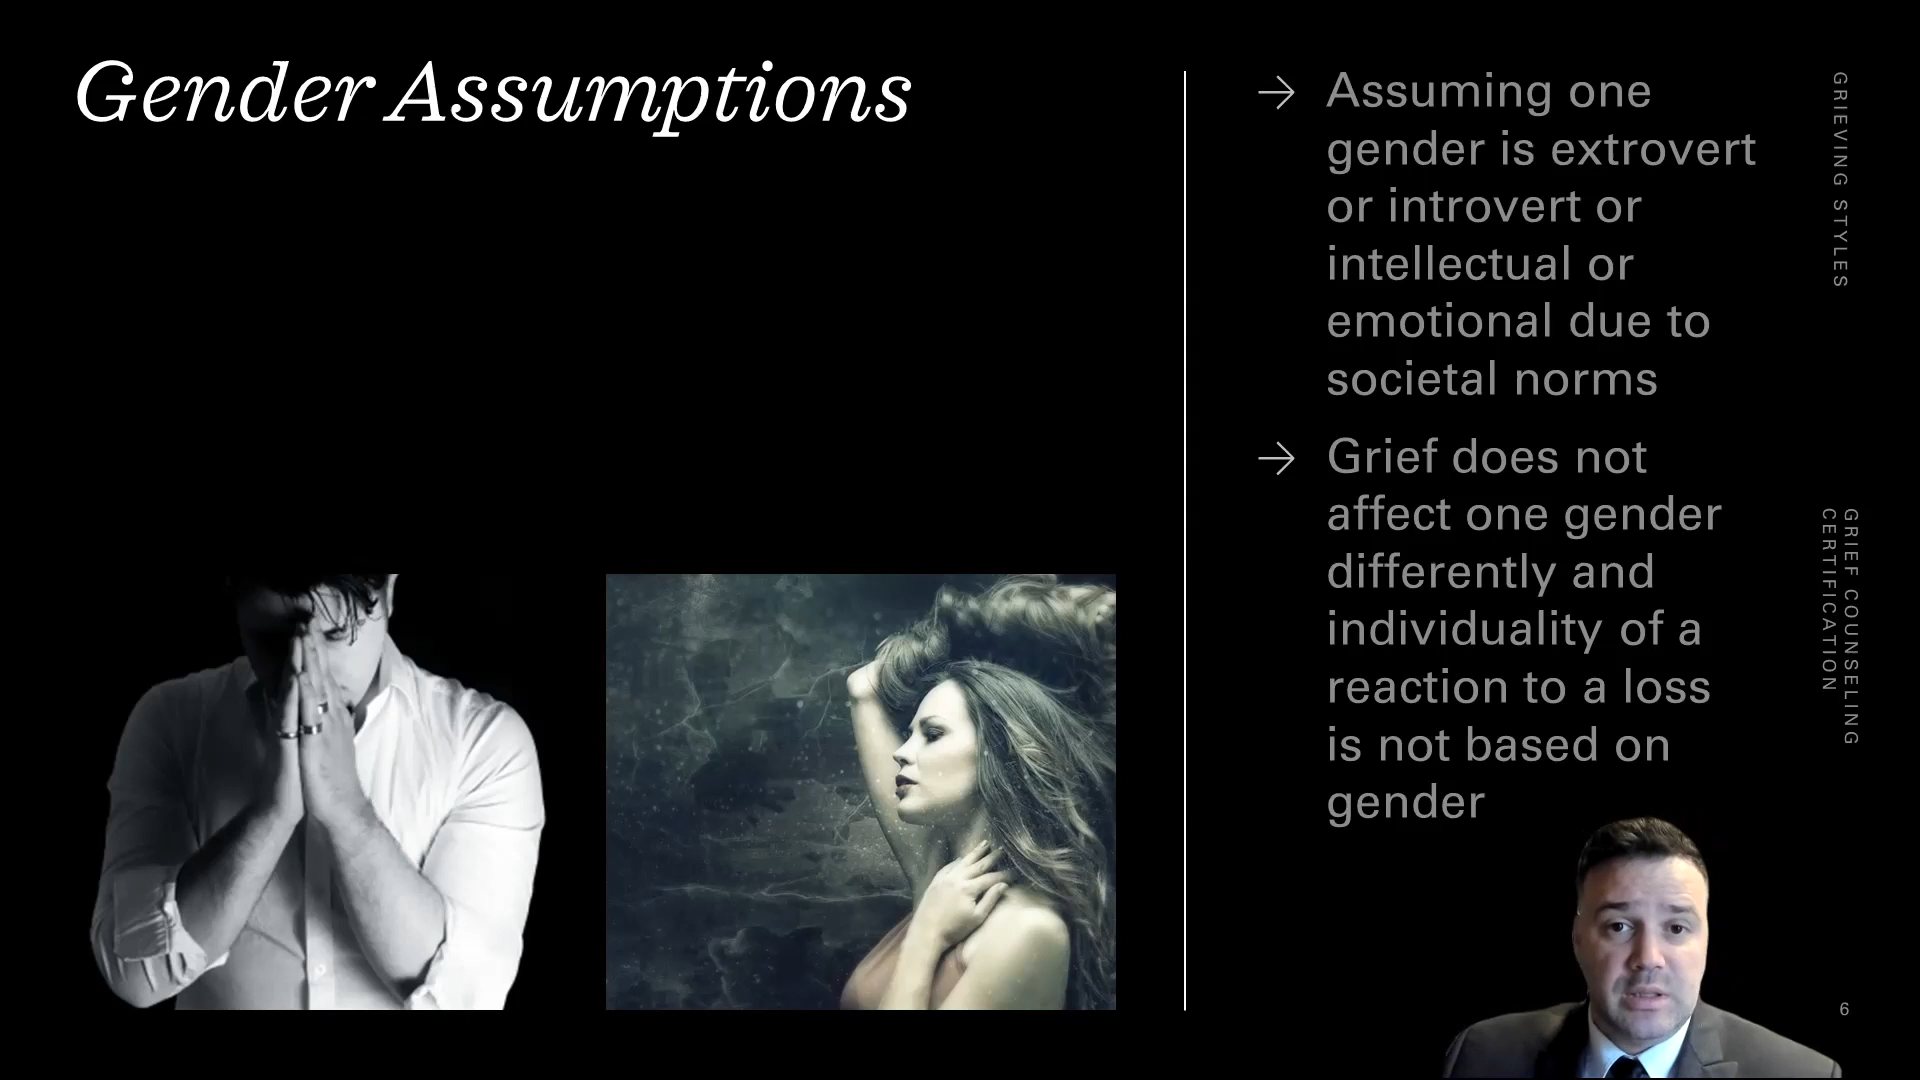 Gender Assumptions
→ Assuming one
gender is extrovert
or introvert or
intellectual or
emotional due to
societal norms
→ Grief does not
affect one gender
differently and
individuality of a
reaction to a loss
is not based on
gender
GRIEVING STYLES
GRIEF COUNSELING
CERTIFICATION
6